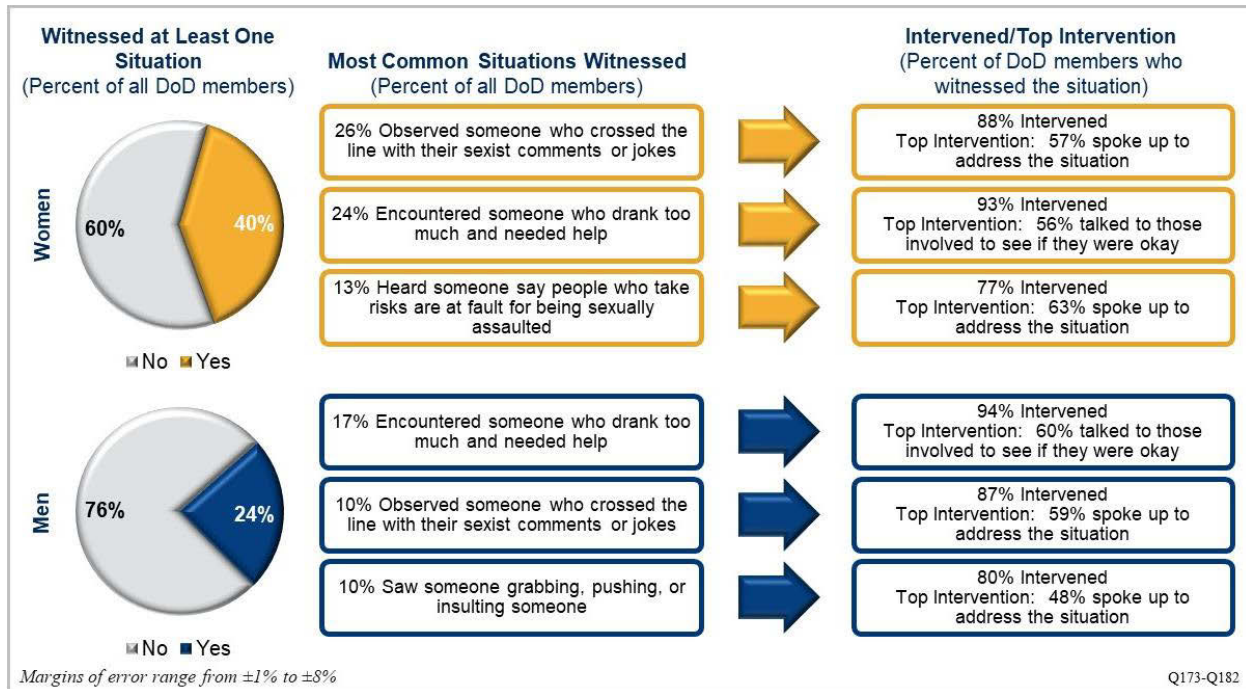 Witnessed at Least One
Situation
(Percent of all DoD members)
Most Common Situations Witnessed
(Percent of all DoD members)
Intervened/Top Intervention
(Percent of DoD members who
witnessed the situation)
Women
60%
40%
No Yes
26% Observed someone who crossed the
line with their sexist comments or jokes
88% Intervened
Top Intervention: 57% spoke up to
address the situation
24% Encountered someone who drank too
much and needed help
93% Intervened
Top Intervention: 56% talked to those
involved to see if they were okay
13% Heard someone say people who take
risks are at fault for being sexually
assaulted
77% Intervened
Top Intervention: 63% spoke up to
address the situation
Men
76%
24%
No Yes
17% Encountered someone who drank too
much and needed help
94% Intervened
Top Intervention: 60% talked to those
involved to see if they were okay
10% Observed someone who crossed the
line with their sexist comments or jokes
87% Intervened
Top Intervention: 59% spoke up to
address the situation
10% Saw someone grabbing, pushing, or
insulting someone
80% Intervened
Top Intervention: 48% spoke up to
address the situation
Margins of error range from ±1% to ±8%
Q173-Q182